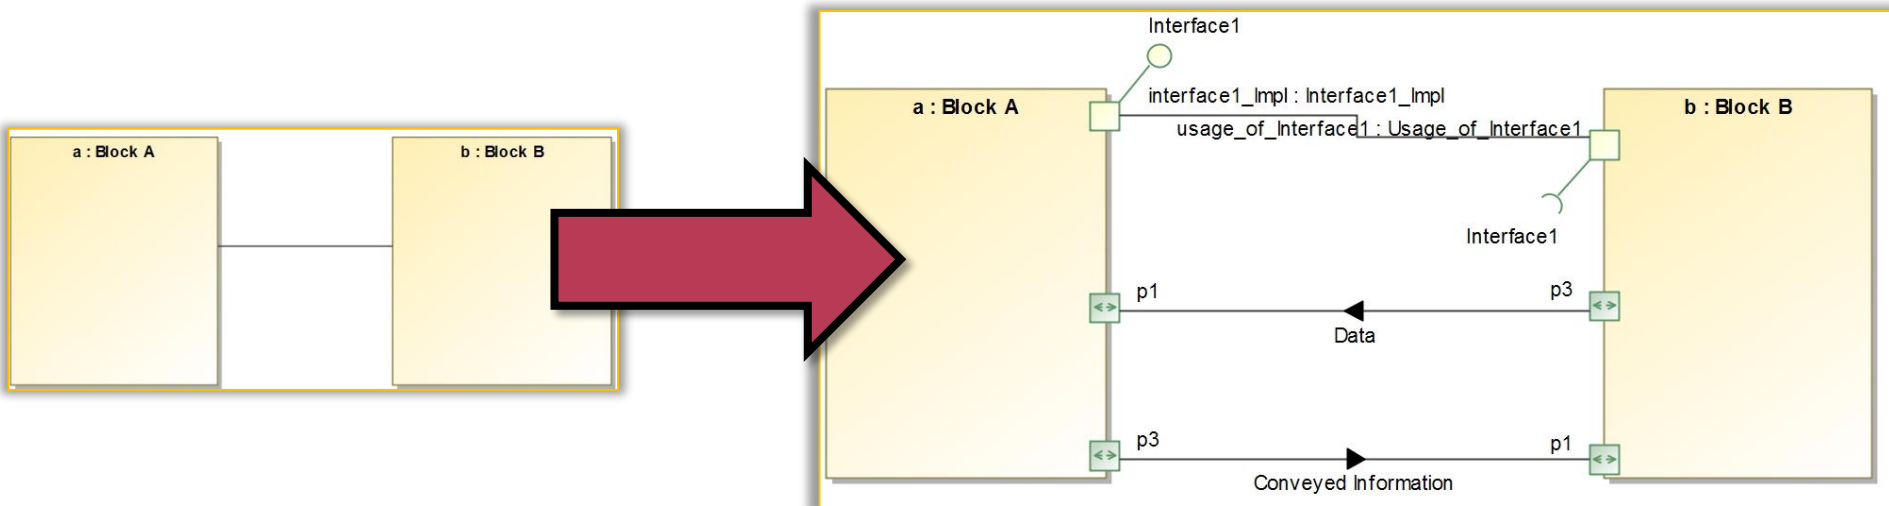 a : Block A
b : Block B
Interface1
a : Block A
interface1_Impl : Interface1_Impl
b : Block B
usage_of_Interface1 : Usage_of_Interface1
Interface1
p1
p3
Data
p3
p1
Conveyed Information